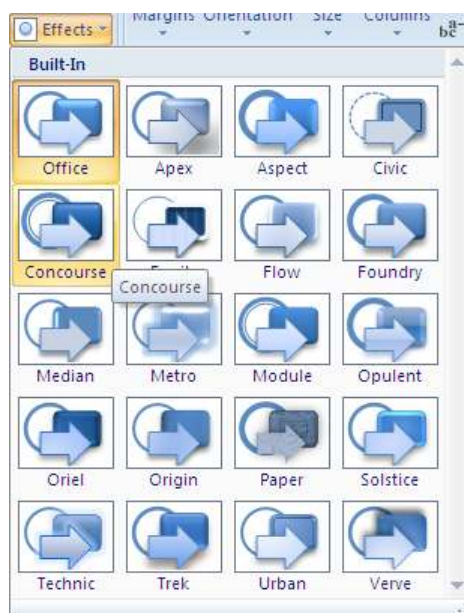 Effects Margins Orientation Size Columns
Built-In
Office Apex Aspect Civic
Concourse Flow Foundry
Concourse
Median Metro Module Opulent
Oriel Origin Paper Solstice
Technic Trek Urban Verve